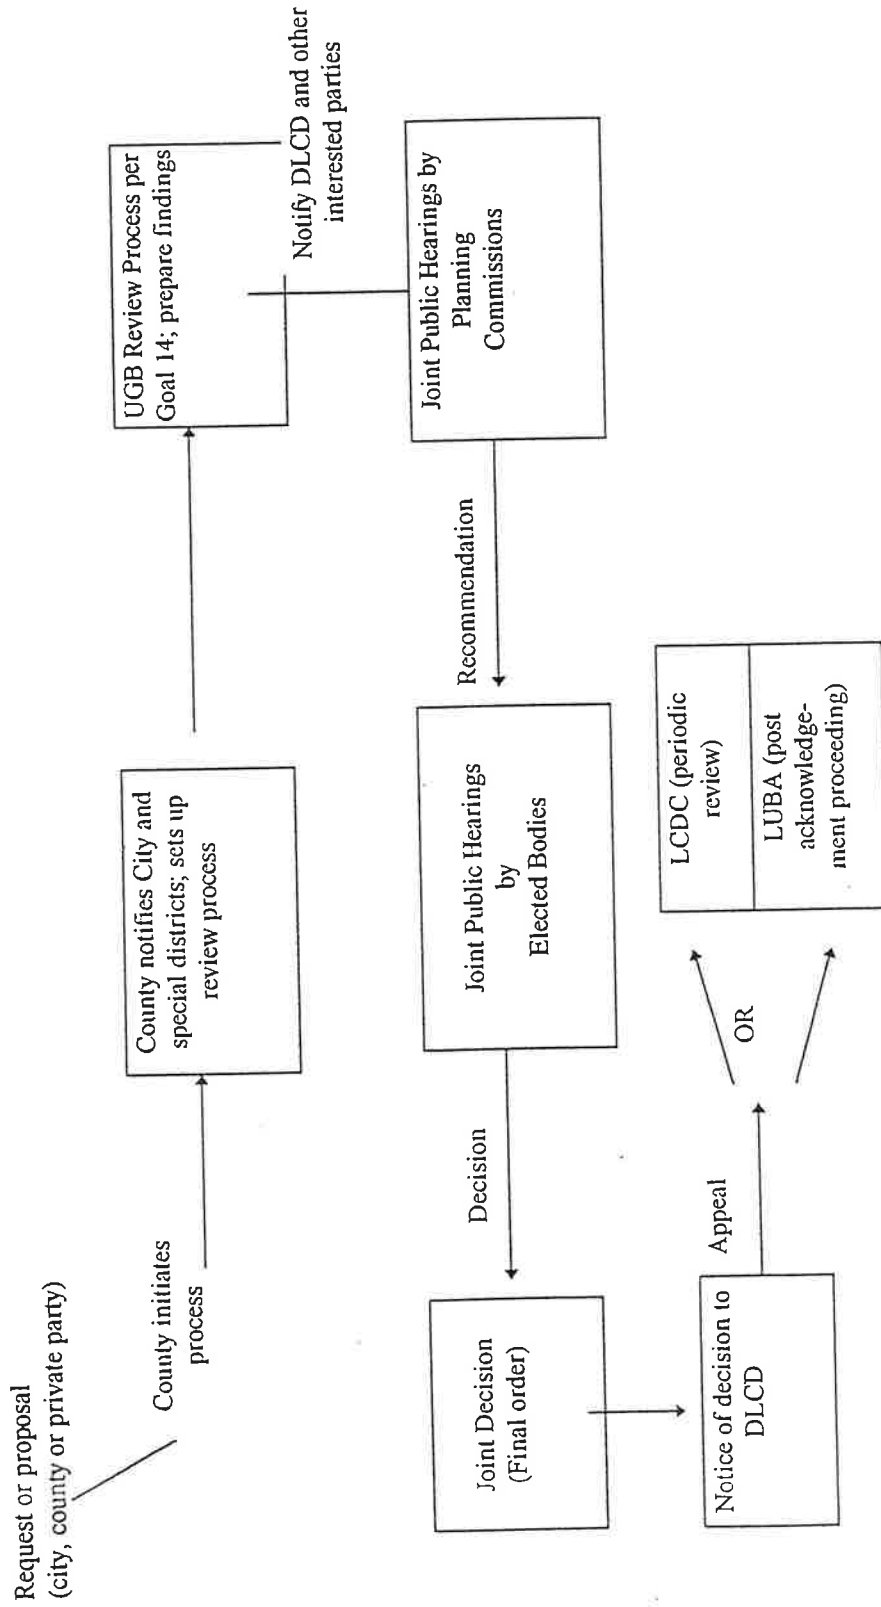 Request or proposal
(city, county or private party)
County initiates
process
County notifies City and
special districts; sets up
review process
UGB Review Process per
Goal 14; prepare findings
Notify DLCD and other
interested parties
Joint Public Hearings by
Planning
Commissions
Recommendation
Joint Public Hearings
by
Elected Bodies
Decision
Joint Decision
(Final order)
Notice of decision to
DLCD
Appeal
OR
LCDC (periodic
review)
LUBA (post
acknowledge-
ment proceeding)